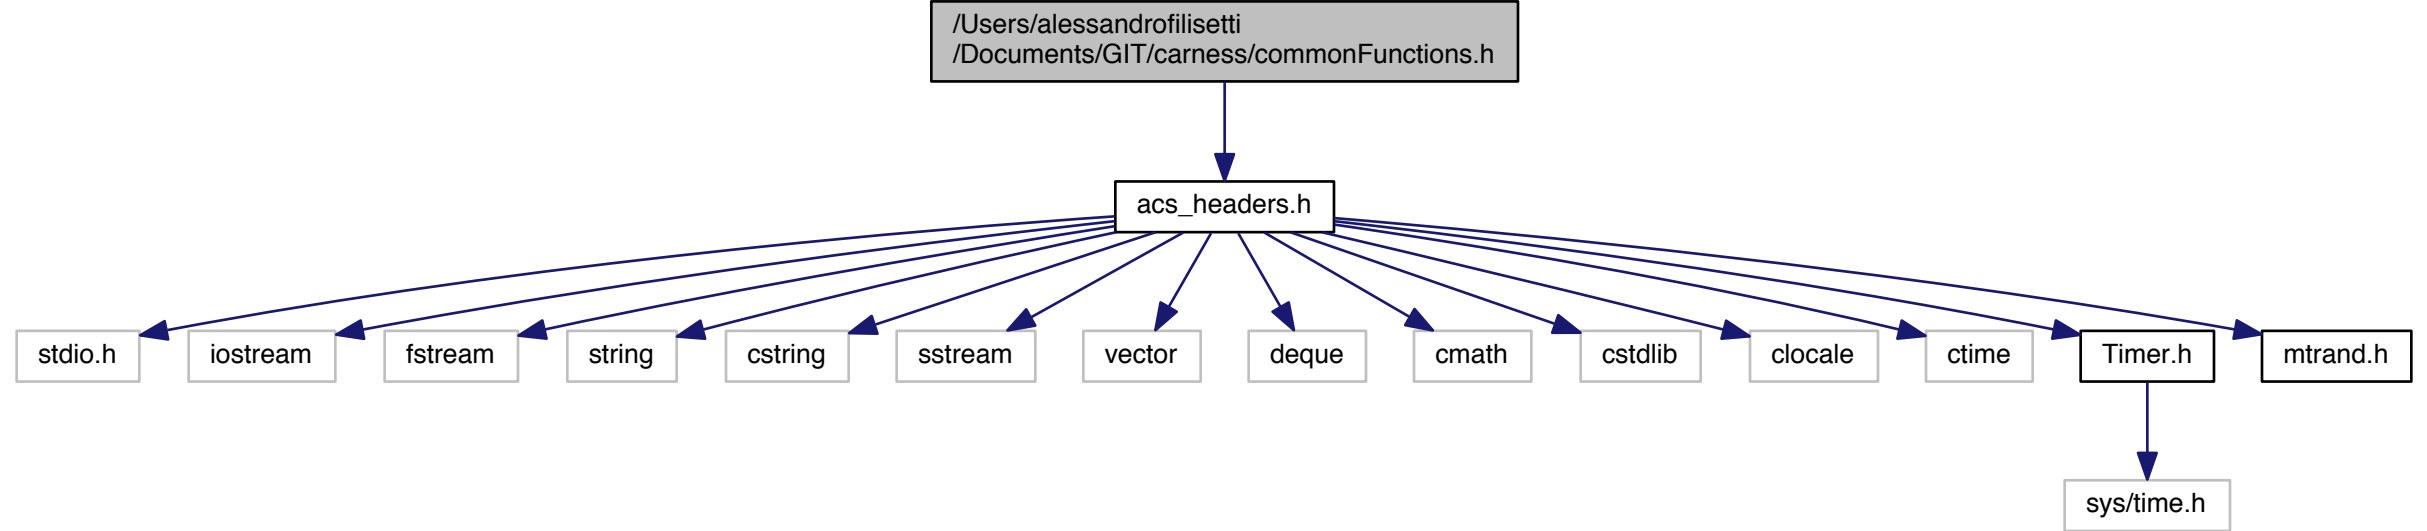 /Users/alessandrofilisetti
/Documents/GIT/carness/commonFunctions.h
acs_headers.h
stdio.h
iostream
fstream
string
cstring
sstream
vector
deque
cmath
cstdlib
clocale
ctime
Timer.h
mtrand.h
sys/time.h